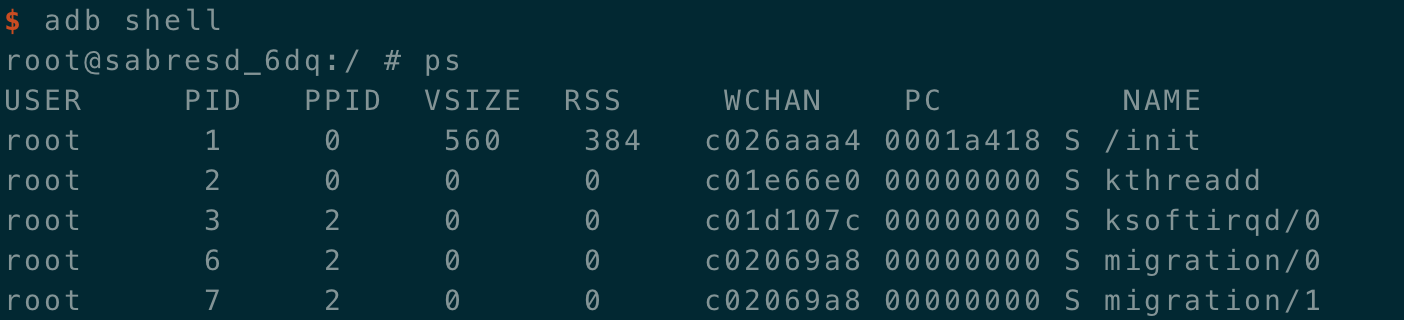 $ adb shell
root@sabresd_6dq:/ # ps
USER     PID   PPID  VSIZE  RSS     WCHAN    PC         NAME
root     1     0     560    384   c026aaa4 0001a418 S /init
root     2     0     0      0     c01e66e0 00000000 S kthreadd
root     3     2     0      0     c01d107c 00000000 S ksoftirqd/0
root     6     2     0      0     c02069a8 00000000 S migration/0
root     7     2     0      0     c02069a8 00000000 S migration/1